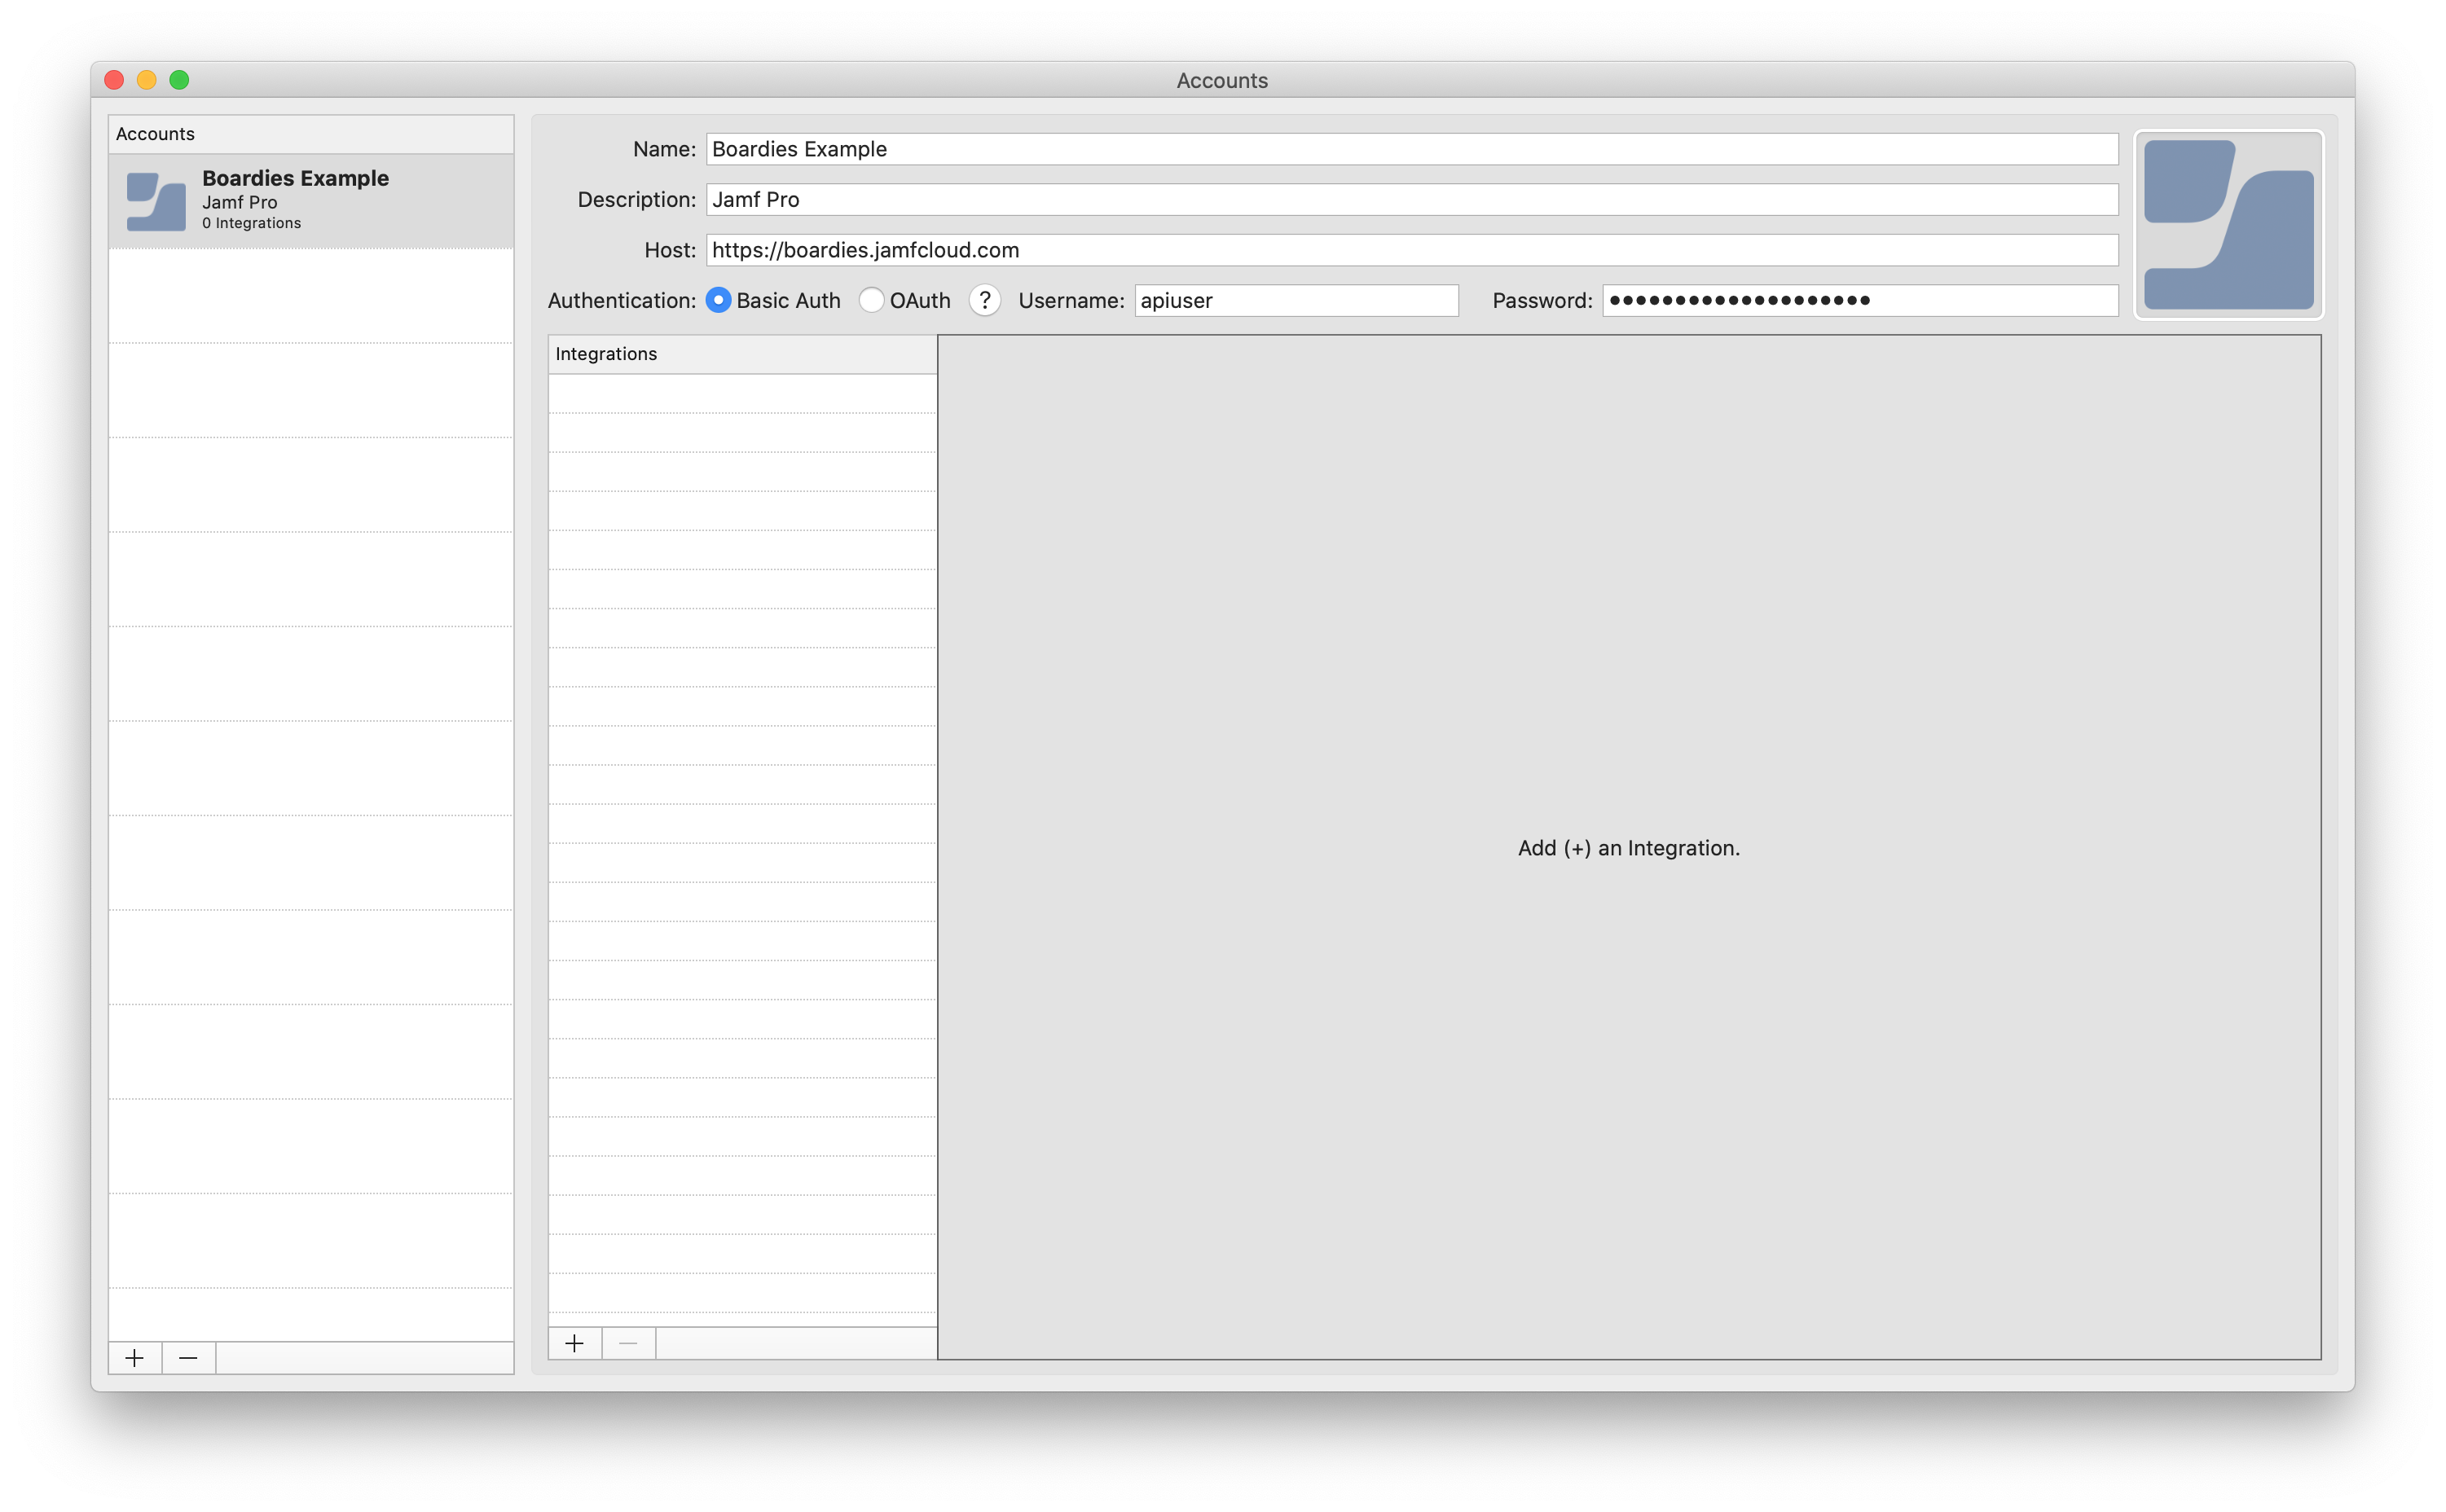 Accounts
Accounts
Boardies Example
Jamf Pro
0 Integrations
Name: Boardies Example
Description: Jamf Pro
Host: https://boardies.jamfcloud.com
Authentication: Basic Auth OAuth ? Username: apiuser Password: ••••••••••••••••••••
Integrations
Add (+) an Integration.